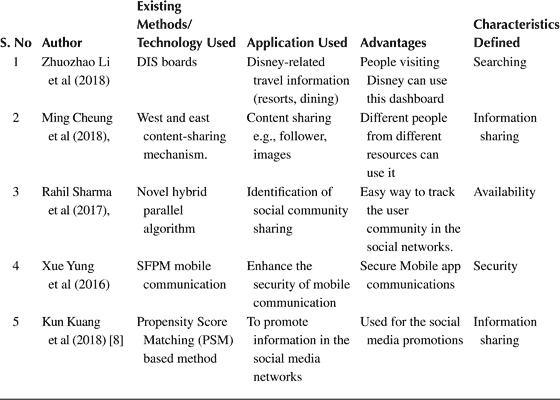 Existing
Methods/ Characteristics
S. No Author Technology Used Application Used Advantages Defined
1 Zhuozhao Li DIS boards Disney-related People visiting Searching
et al (2018) travel information Disney can use
(resorts, dining) this dashboard
2 Ming Cheung West and east Content sharing Different people Information
et al (2018), content-sharing e.g., follower, from different sharing
mechanism. images resources can
use it
3 Rahil Sharma Novel hybrid Identification of Easy way to track Availability
et al (2017), parallel social community the user
algorithm sharing community in the
social networks.
4 Xue Yung SFPM mobile Enhance the Secure Mobile app Security
et al (2016) communication security of mobile communications
communication
5 Kun Kuang Propensity Score To promote Used for the social Information
et al (2018) [8] Matching (PSM) information in the media promotions sharing
based method social media
networks